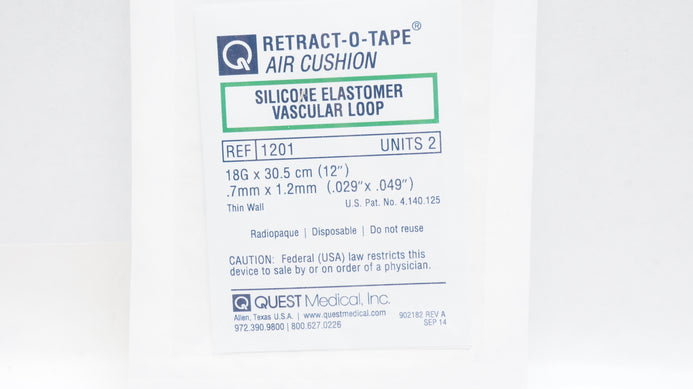 RETRACT-O-TAPE®
AIR CUSHION
SILICONE ELASTOMER
VASCULAR LOOP
REF 1201 UNITS 2
18G x 30.5 cm (12")
.7mm x 1.2mm (.029"x .049")
Thin Wall U.S. Pat. No. 4.140.125
Radiopaque | Disposable | Do not reuse
CAUTION: Federal (USA) law restricts this
device to sale by or on order of a physician.
QUEST Medical, Inc.
Allen, Texas U.S.A. | www.questmedical.com
972.390.9800 | 800.627.0226
902182 REV A
SEP 14